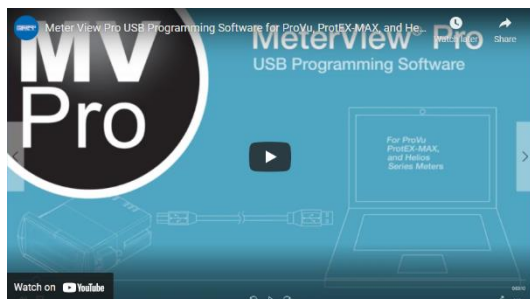 Meter View Pro USB Programming Software for ProVu, ProtEX-MAX, and He...
Watch later
Share
MV
Pro
MeterView Pro
USB Programming Software
For ProVu
ProtEX-MAX,
and Helios
Series Meters
Watch on YouTube